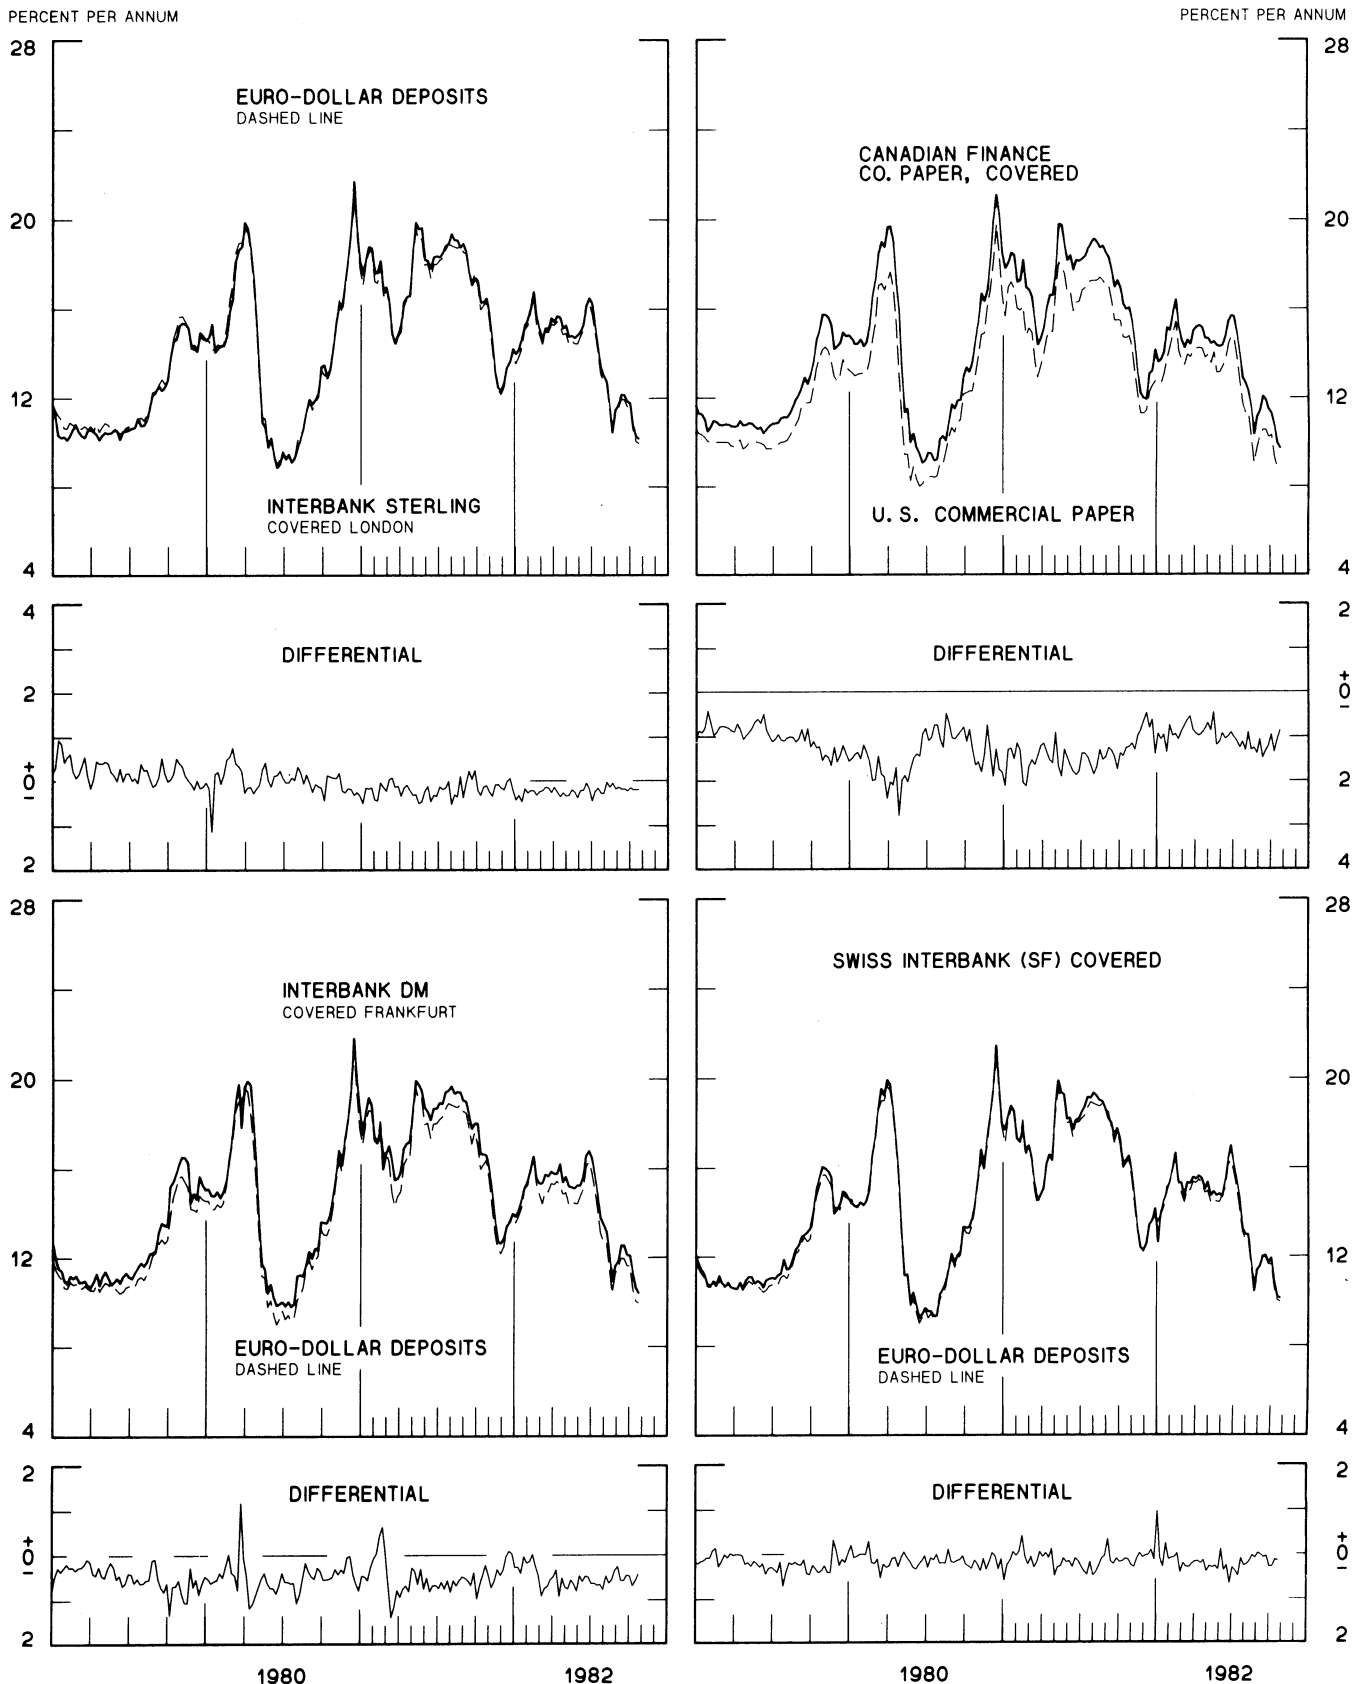 PERCENT PER ANNUM
PERCENT PER ANNUM
28
20
12
4
EURO-DOLLAR DEPOSITS
DASHED LINE
INTERBANK STERLING
COVERED LONDON
28
20
12
4
CANADIAN FINANCE
CO. PAPER, COVERED
U. S. COMMERCIAL PAPER
4
2
+
0
−
2
DIFFERENTIAL
2
+
0
−
2
4
DIFFERENTIAL
28
20
12
4
INTERBANK DM
COVERED FRANKFURT
EURO-DOLLAR DEPOSITS
DASHED LINE
28
20
12
4
SWISS INTERBANK (SF) COVERED
EURO-DOLLAR DEPOSITS
DASHED LINE
2
+
0
−
2
DIFFERENTIAL
2
+
0
−
2
DIFFERENTIAL
1980
1982
1980
1982